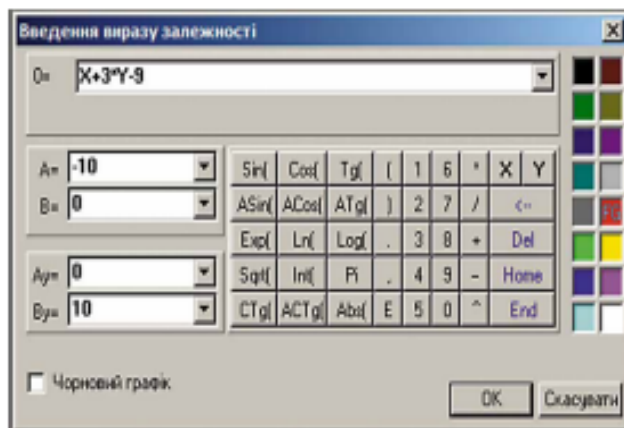 Введення виразу залежності
0= X+3*Y-9
A= -10
B= 0
Ay= 0
By= 10
Sin( Cos( Tg( ( 1 6 * X Y
ASin( ACos( ATg( ) 2 7 / <--
Exp( Ln( Log( . 3 8 + Del
Sqrt( Int( Pi , 4 9 - Home
CTg( ACTg( Abs( E 5 0 ^ End
FG
Чорновий графік
OK Скасувати